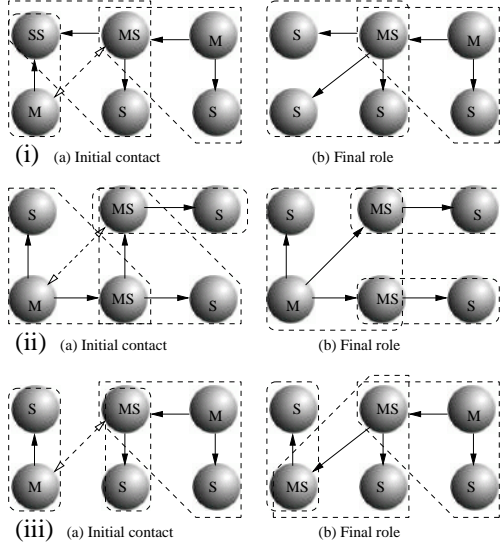 SS MS M
M S S
(i) (a) Initial contact
S MS M
S S S
(b) Final role
S MS S
M MS S
(ii) (a) Initial contact
S MS S
M MS S
(b) Final role
S MS M
M S S
(iii) (a) Initial contact
S MS M
MS S S
(b) Final role